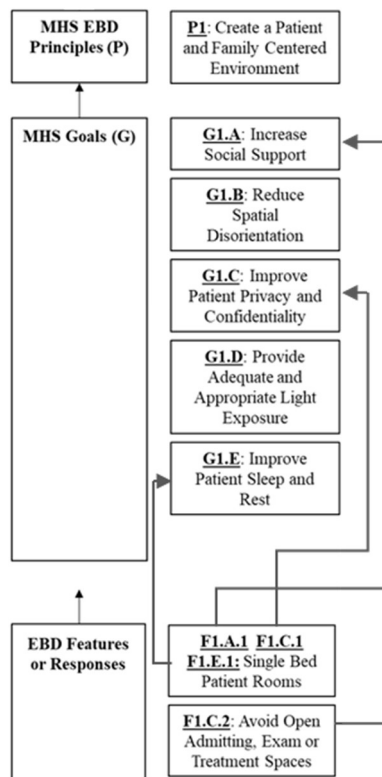 MHS EBD
Principles (P)
P1: Create a Patient
and Family Centered
Environment
MHS Goals (G)
G1.A: Increase
Social Support
G1.B: Reduce
Spatial
Disorientation
G1.C: Improve
Patient Privacy and
Confidentiality
G1.D: Provide
Adequate and
Appropriate Light
Exposure
G1.E: Improve
Patient Sleep and
Rest
EBD Features
or Responses
F1.A.1 F1.C.1
F1.E.1: Single Bed
Patient Rooms
F1.C.2: Avoid Open
Admitting, Exam or
Treatment Spaces